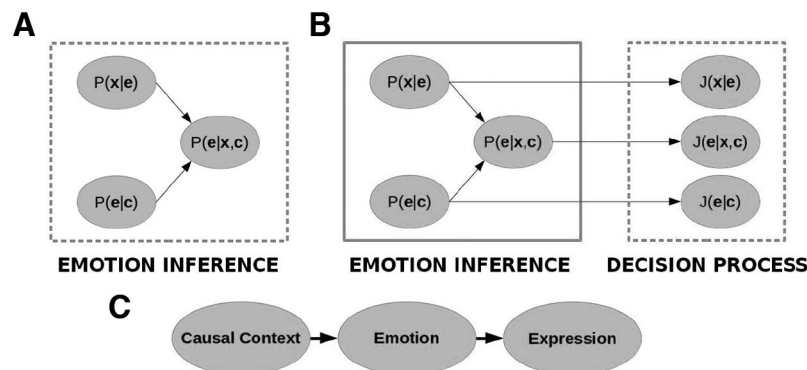 A
B
P(x|e)
P(e|x,c)
P(e|c)
P(x|e)
P(e|x,c)
P(e|c)
J(x|e)
J(e|x,c)
J(e|c)
EMOTION INFERENCE
EMOTION INFERENCE
DECISION PROCESS
C
Causal Context
Emotion
Expression